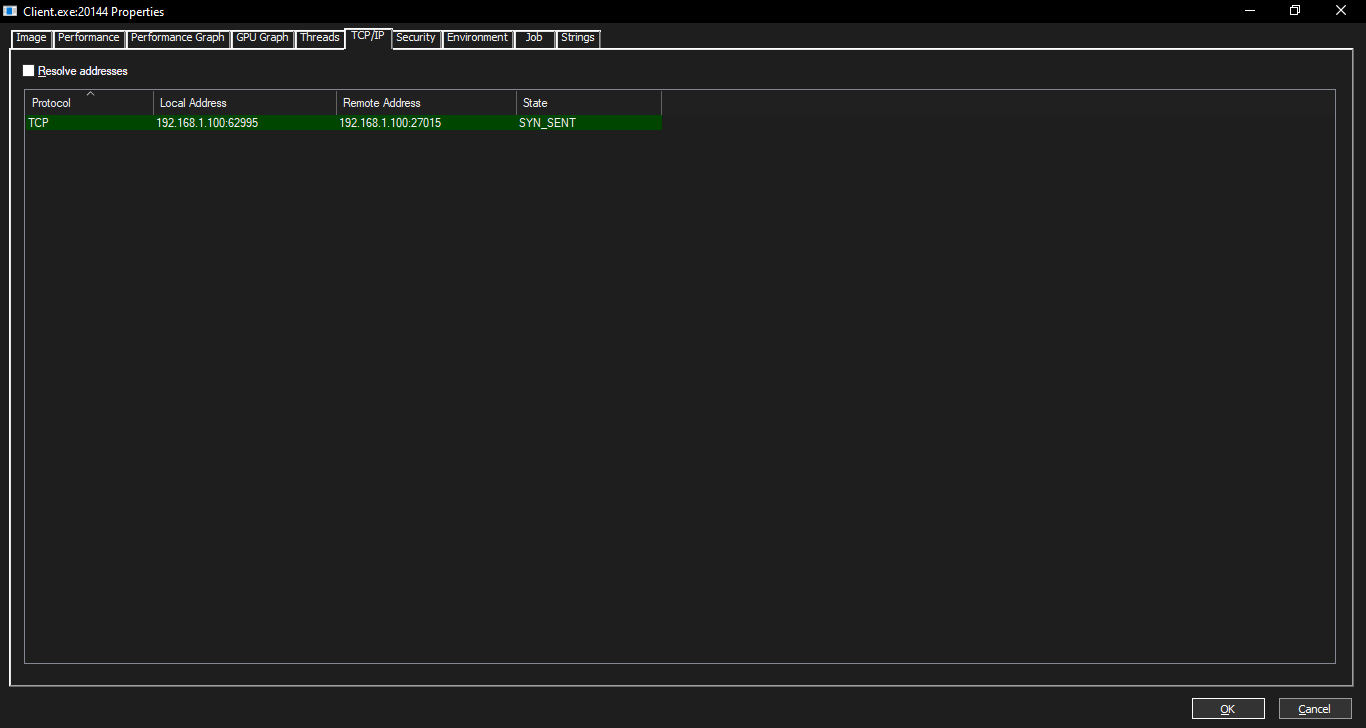 Client.exe:20144 Properties
Image Performance Performance Graph GPU Graph Threads TCP/IP Security Environment Job Strings
Resolve addresses
Protocol Local Address Remote Address State
TCP 192.168.1.100:62995 192.168.1.100:27015 SYN_SENT
OK Cancel